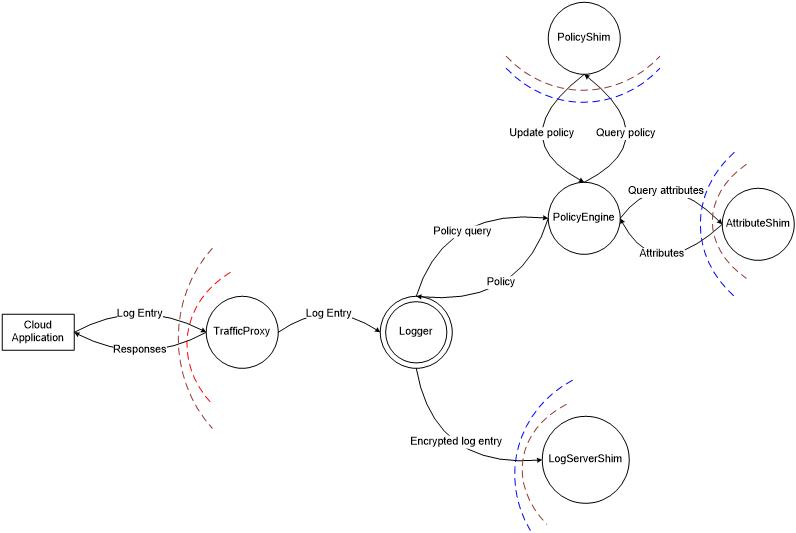 PolicyShim
Update policy
Query policy
Query attributes
PolicyEngine
AttributeShim
Policy query
Attributes
Policy
Log Entry
Log Entry
Cloud
Application
TrafficProxy
Logger
Responses
Encrypted log entry
LogServerShim